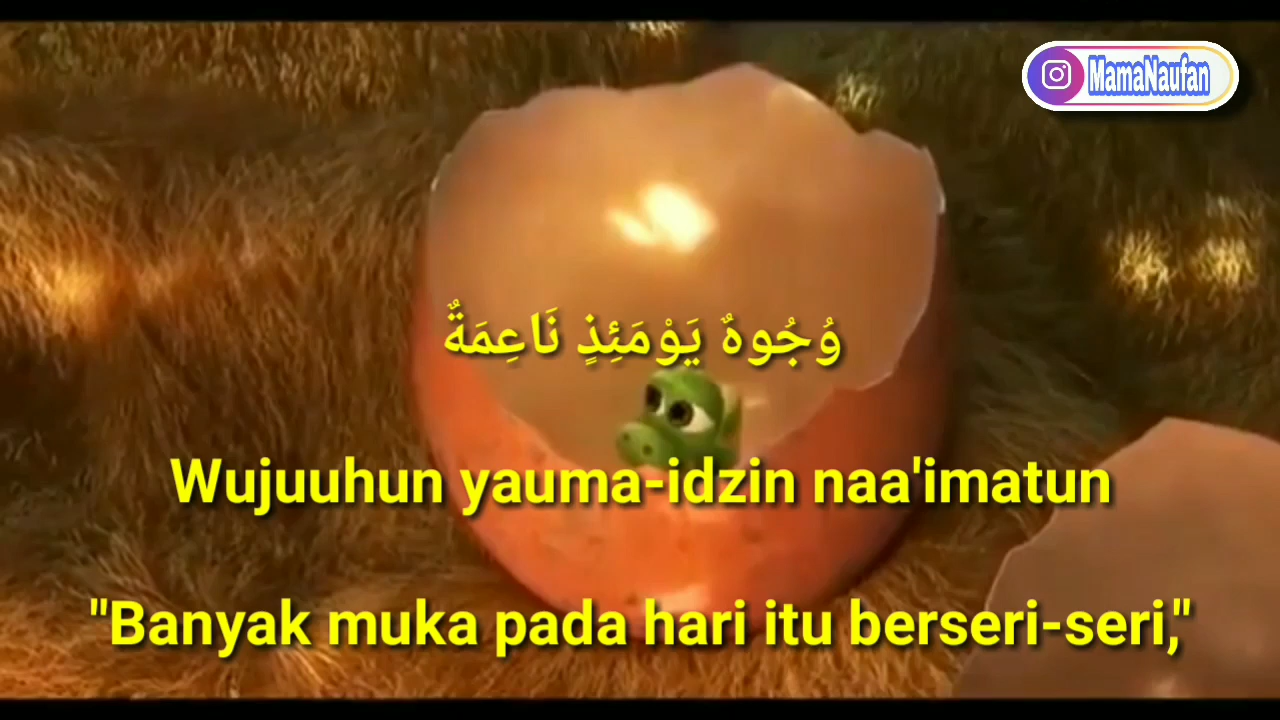 MamaNaufan
وُجُوهٌ يَوْمَئِذٍ نَاعِمَةٌ
Wujuuhun yauma-idzin naa'imatun
"Banyak muka pada hari itu berseri-seri,"